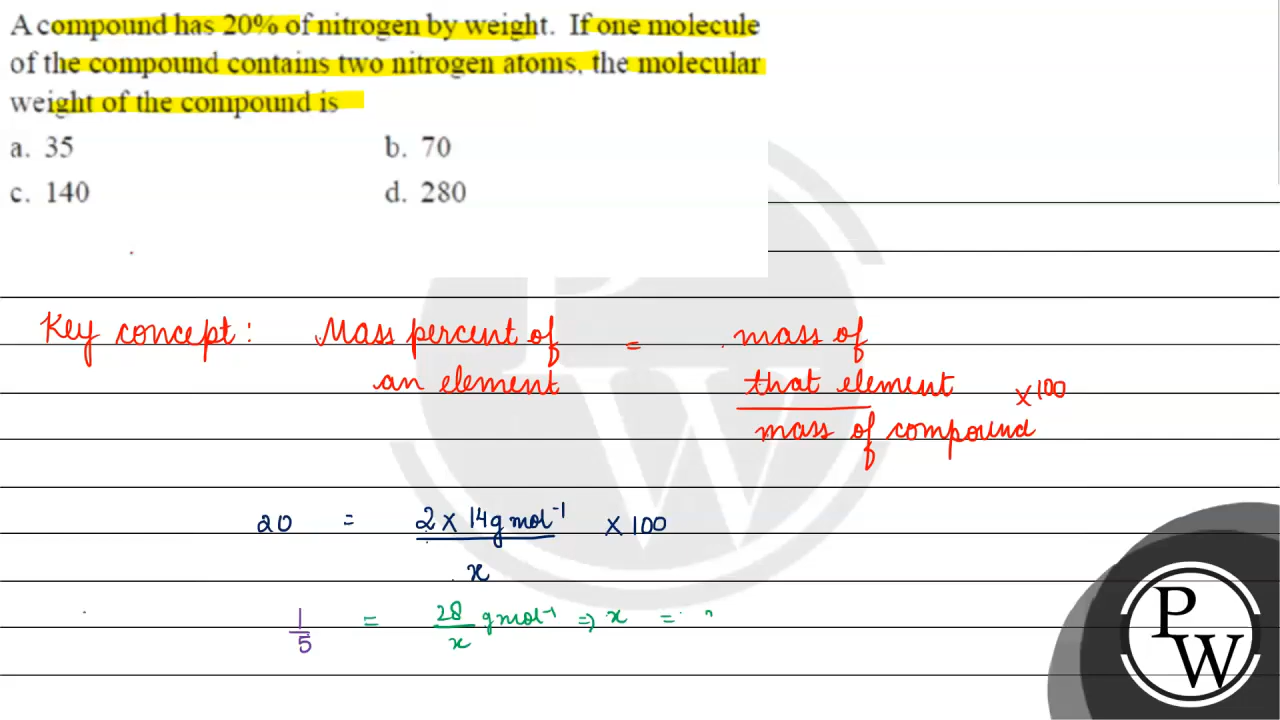 A compound has 20% of nitrogen by weight. If one molecule
of the compound contains two nitrogen atoms, the molecular
weight of the compound is
a. 35 b. 70
c. 140 d. 280
Key concept: Mass percent of an element = mass of that element / mass of compound × 100
20 = 2 × 14 g mol⁻¹ / x × 100
1/5 = 28/x g mol⁻¹ ⇒ x =
P
W